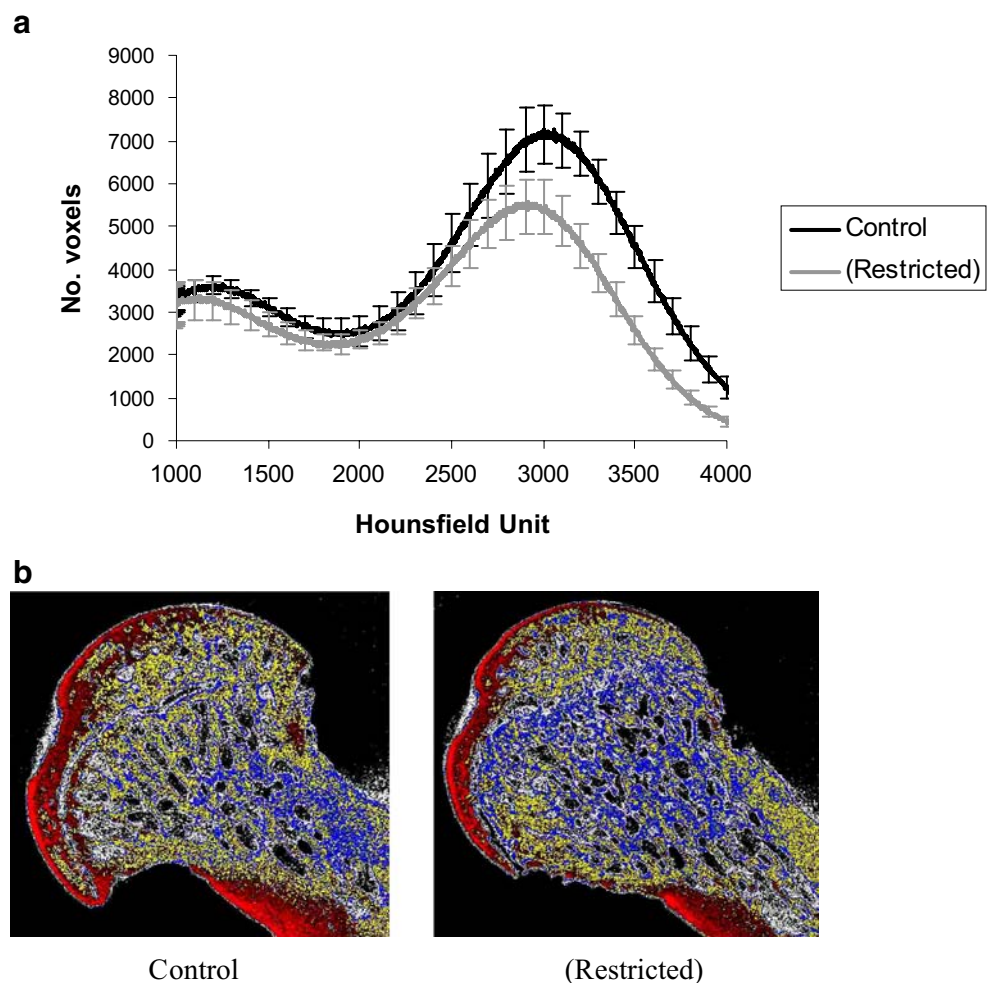 a
9000
8000
7000
6000
5000
4000
3000
2000
1000
0
No. voxels
1000 1500 2000 2500 3000 3500 4000
Hounsfield Unit
Control
(Restricted)
b
Control (Restricted)